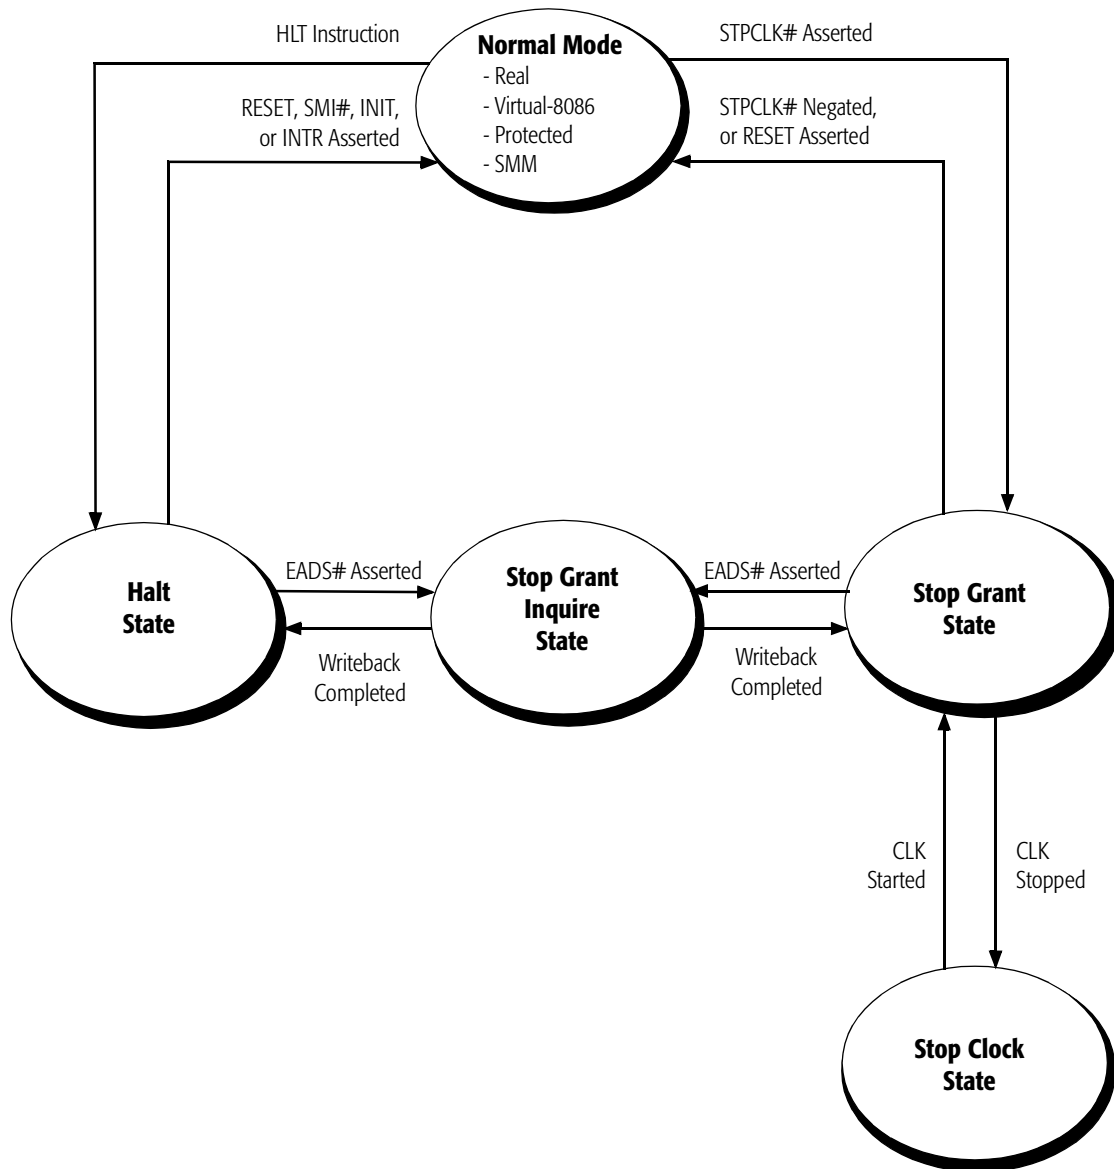 HLT Instruction
Normal Mode
- Real
- Virtual-8086
- Protected
- SMM
STPCLK# Asserted
RESET, SMI#, INIT,
or INTR Asserted
STPCLK# Negated,
or RESET Asserted
Halt
State
EADS# Asserted
Writeback
Completed
Stop Grant
Inquire
State
EADS# Asserted
Writeback
Completed
Stop Grant
State
CLK
Started
CLK
Stopped
Stop Clock
State